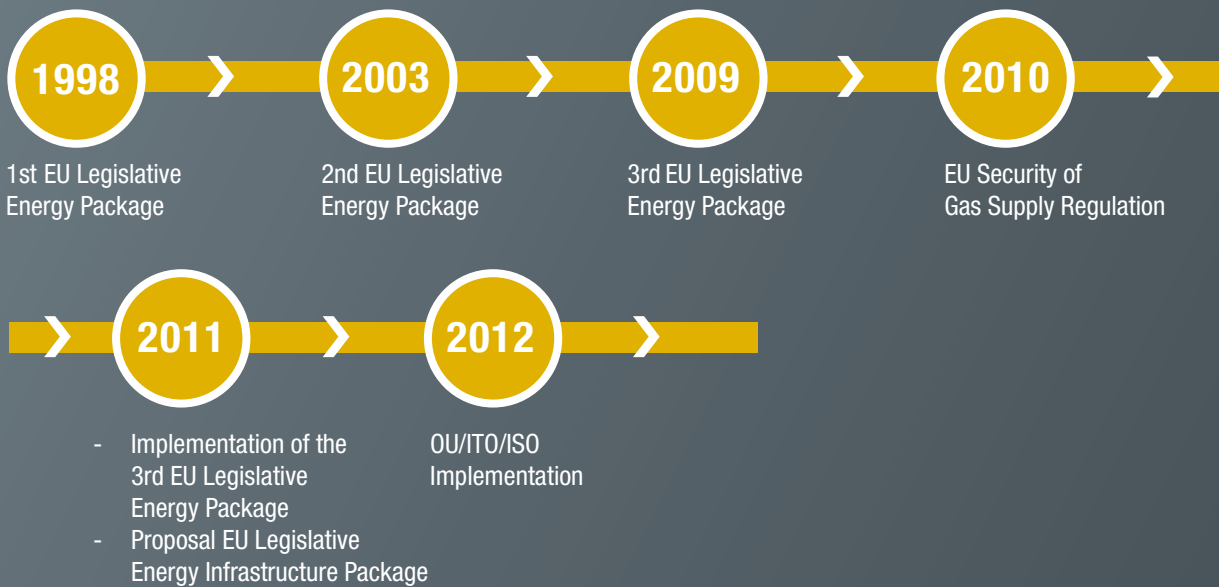 1998
1st EU Legislative
Energy Package
2003
2nd EU Legislative
Energy Package
2009
3rd EU Legislative
Energy Package
2010
EU Security of
Gas Supply Regulation
2011
- Implementation of the
3rd EU Legislative
Energy Package
- Proposal EU Legislative
Energy Infrastructure Package
2012
OU/ITO/ISO
Implementation